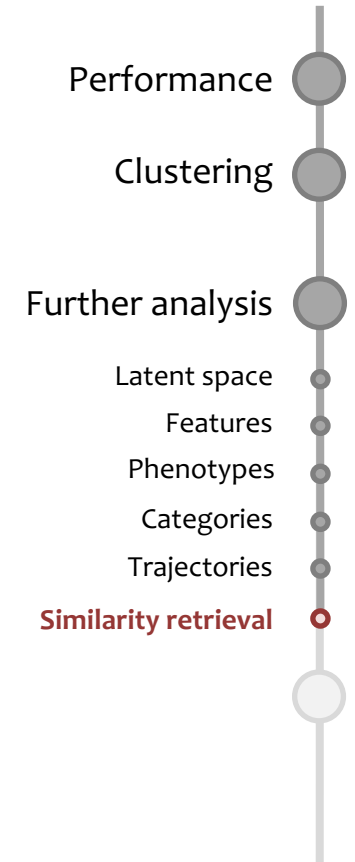 Performance
Clustering
Further analysis
Latent space
Features
Phenotypes
Categories
Trajectories
Similarity retrieval